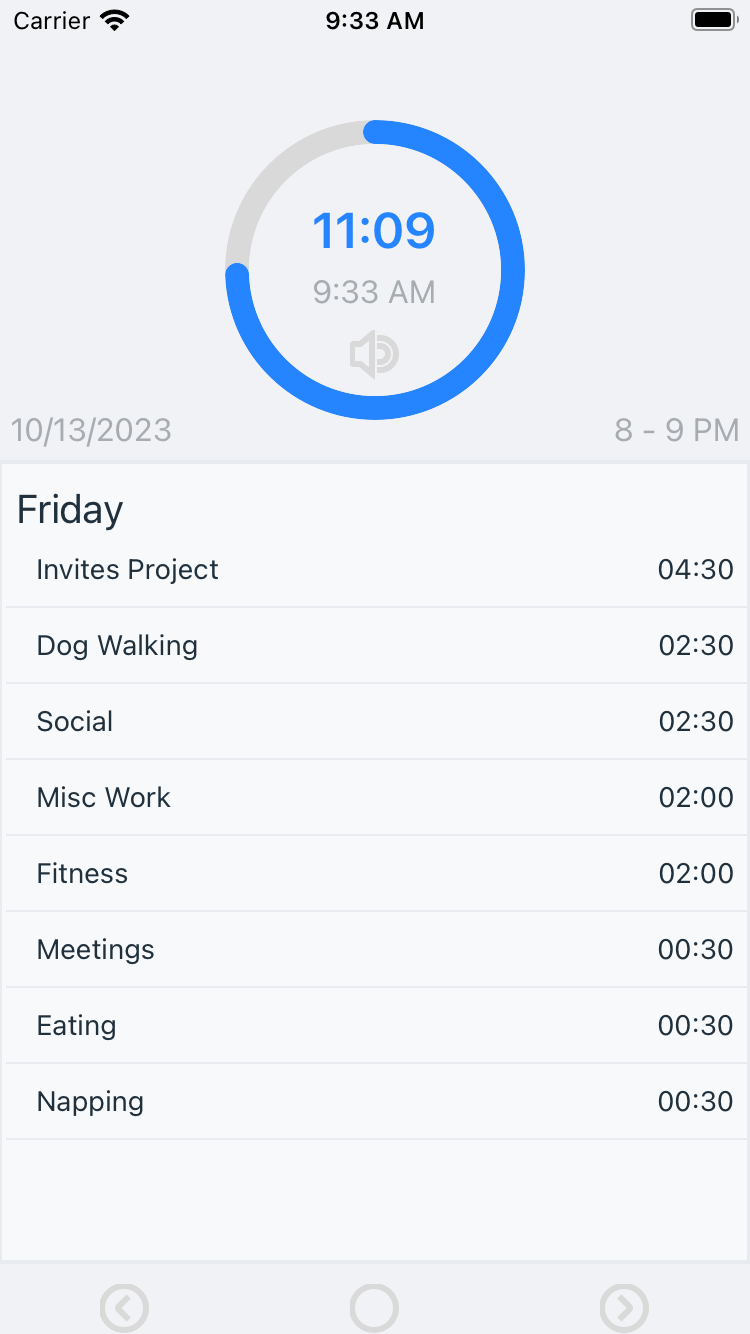 Carrier 9:33 AM
11:09
9:33 AM
10/13/2023 8 - 9 PM
Friday
Invites Project 04:30
Dog Walking 02:30
Social 02:30
Misc Work 02:00
Fitness 02:00
Meetings 00:30
Eating 00:30
Napping 00:30